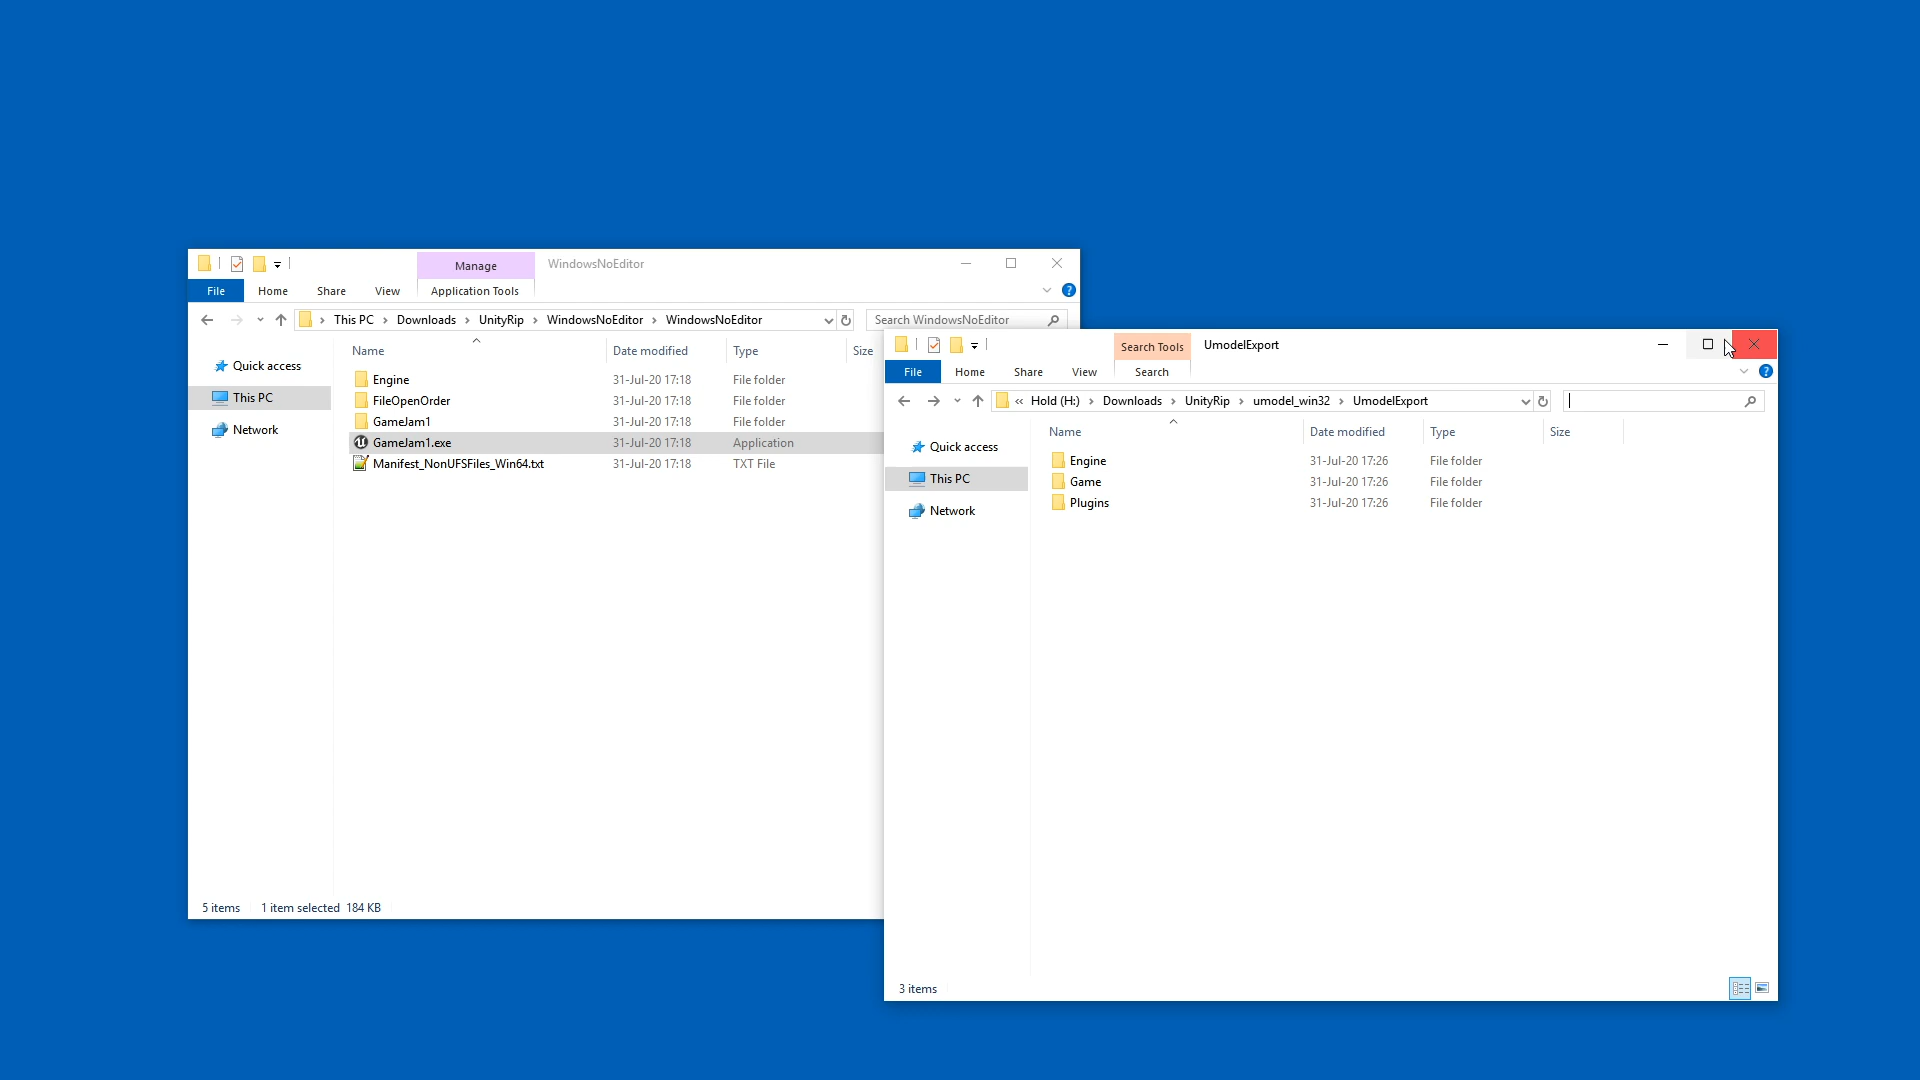 Manage
WindowsNoEditor
File
Home
Share
View
Application Tools
This PC
Downloads
UnityRip
WindowsNoEditor
WindowsNoEditor
Search WindowsNoEditor
Quick access
This PC
Network
Name
Date modified
Type
Size
Engine
31-Jul-20 17:18
File folder
FileOpenOrder
31-Jul-20 17:18
File folder
GameJam1
31-Jul-20 17:18
File folder
GameJam1.exe
31-Jul-20 17:18
Application
Manifest_NonUFSFiles_Win64.txt
31-Jul-20 17:18
TXT File
5 items
1 item selected 184 KB
Search Tools
UmodelExport
File
Home
Share
View
Search
« Hold (H:)
Downloads
UnityRip
umodel_win32
UmodelExport
Quick access
This PC
Network
Name
Date modified
Type
Size
Engine
31-Jul-20 17:26
File folder
Game
31-Jul-20 17:26
File folder
Plugins
31-Jul-20 17:26
File folder
3 items